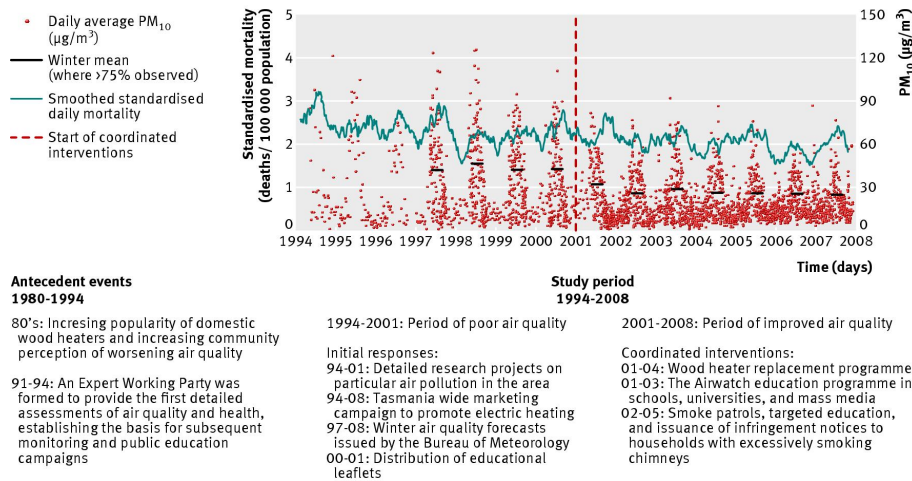 Daily average PM10
(µg/m3)
Winter mean
(where >75% observed)
Smoothed standardised
daily mortality
Start of coordinated
interventions
Standardised mortality
(deaths/ 100 000 population)
5
4
3
2
1
0
150
120
90
60
30
0
PM10 (µg/m3)
1994 1995 1996 1997 1998 1999 2000 2001 2002 2003 2004 2005 2006 2007 2008
Time (days)
Antecedent events
1980-1994
80's: Incresing popularity of domestic
wood heaters and increasing community
perception of worsening air quality
91-94: An Expert Working Party was
formed to provide the first detailed
assessments of air quality and health,
establishing the basis for subsequent
monitoring and public education
campaigns
Study period
1994-2008
1994-2001: Period of poor air quality
Initial responses:
94-01: Detailed research projects on
particular air pollution in the area
94-08: Tasmania wide marketing
campaign to promote electric heating
97-08: Winter air quality forecasts
issued by the Bureau of Meteorology
00-01: Distribution of educational
leaflets
2001-2008: Period of improved air quality
Coordinated interventions:
01-04: Wood heater replacement programme
01-03: The Airwatch education programme in
schools, universities, and mass media
02-05: Smoke patrols, targeted education,
and issuance of infringement notices to
households with excessively smoking
chimneys